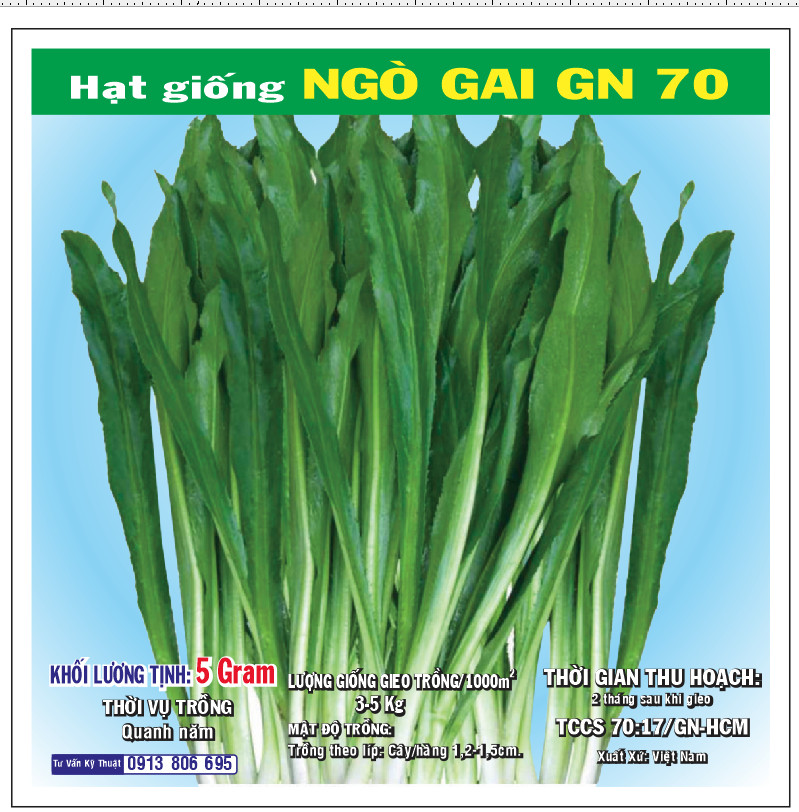 Hạt giống NGÒ GAI GN 70
KHỐI LƯỢNG TỊNH: 5 Gram
THỜI VỤ TRỒNG
Quanh năm
Tư Vấn Kỹ Thuật 0913 806 695
LƯỢNG GIỐNG GIEO TRỒNG/1000m²
3-5 Kg
MẬT ĐỘ TRỒNG:
Trồng theo líp: Cây/hàng 1,2-1,5cm.
THỜI GIAN THU HOẠCH:
2 tháng sau khi gieo
TCCS 70:17/GN-HCM
Xuất Xứ: Việt Nam